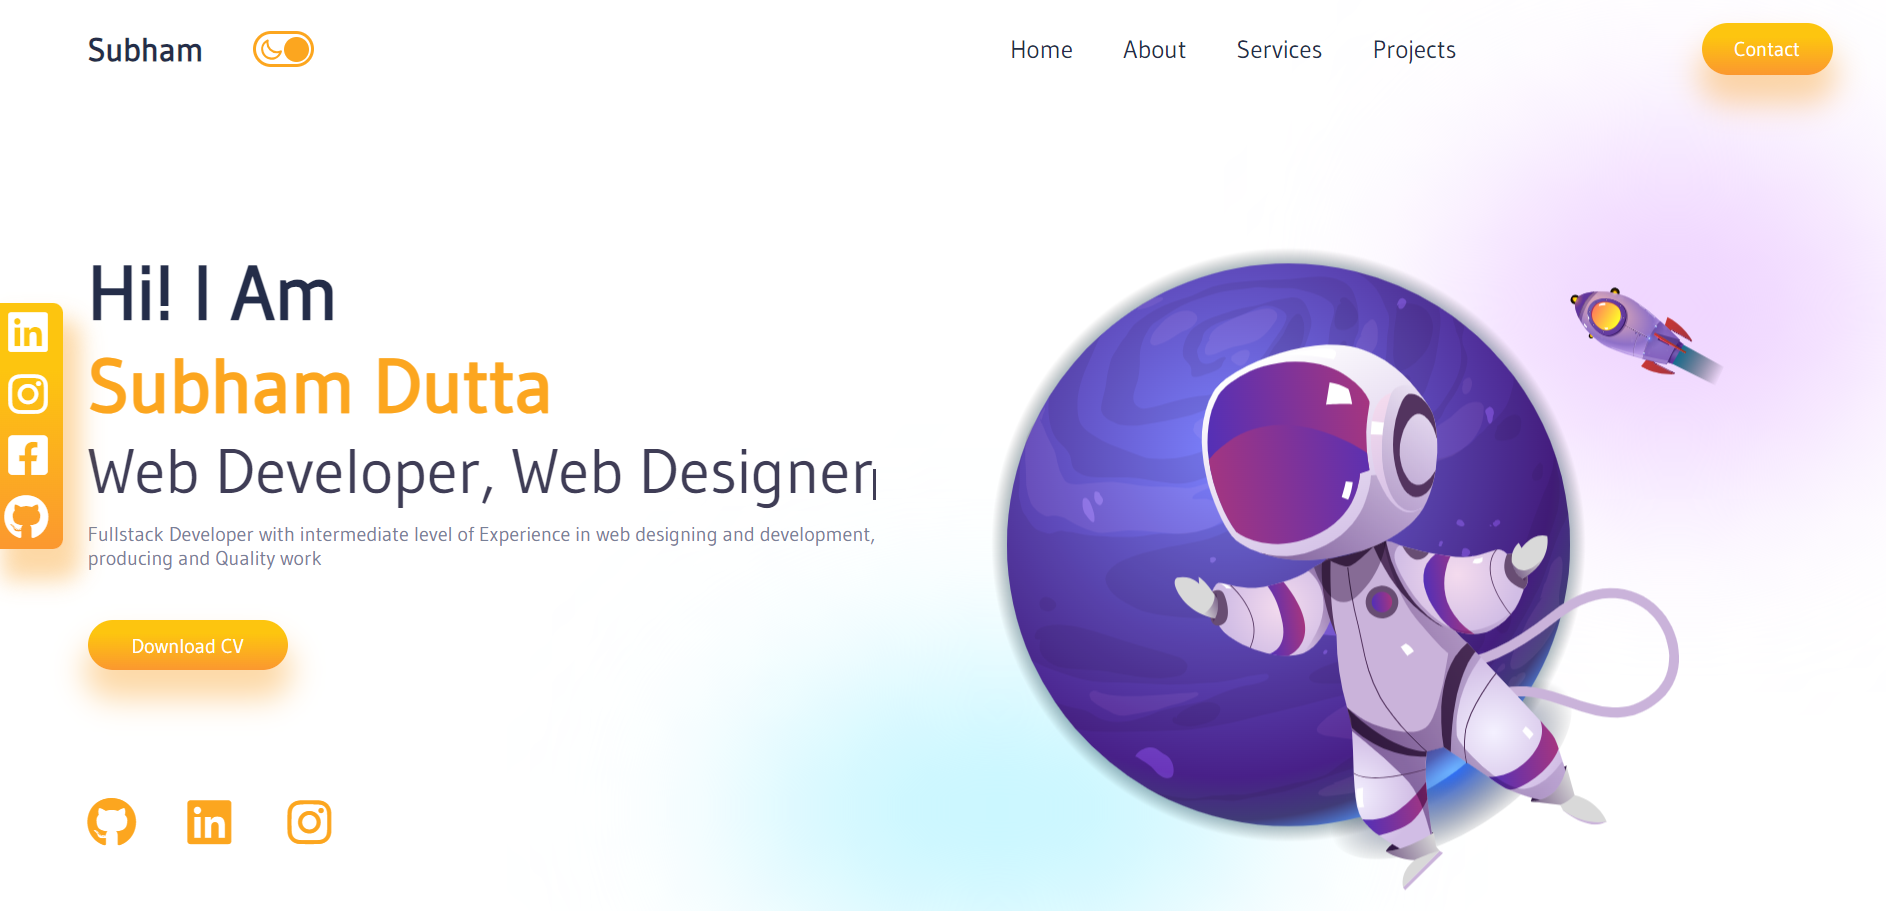 Subham
Home About Services Projects
Contact
Hi! I Am
Subham Dutta
Web Developer, Web Designer
Fullstack Developer with intermediate level of Experience in web designing and development,
producing and Quality work
Download CV